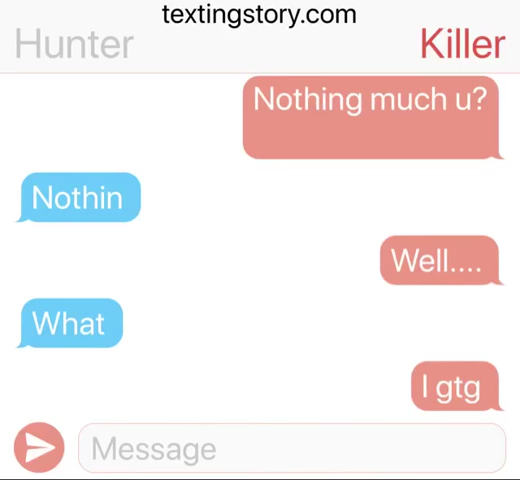 textingstory.com
Hunter Killer
Nothing much u?
Nothin
Well....
What
I gtg
Message